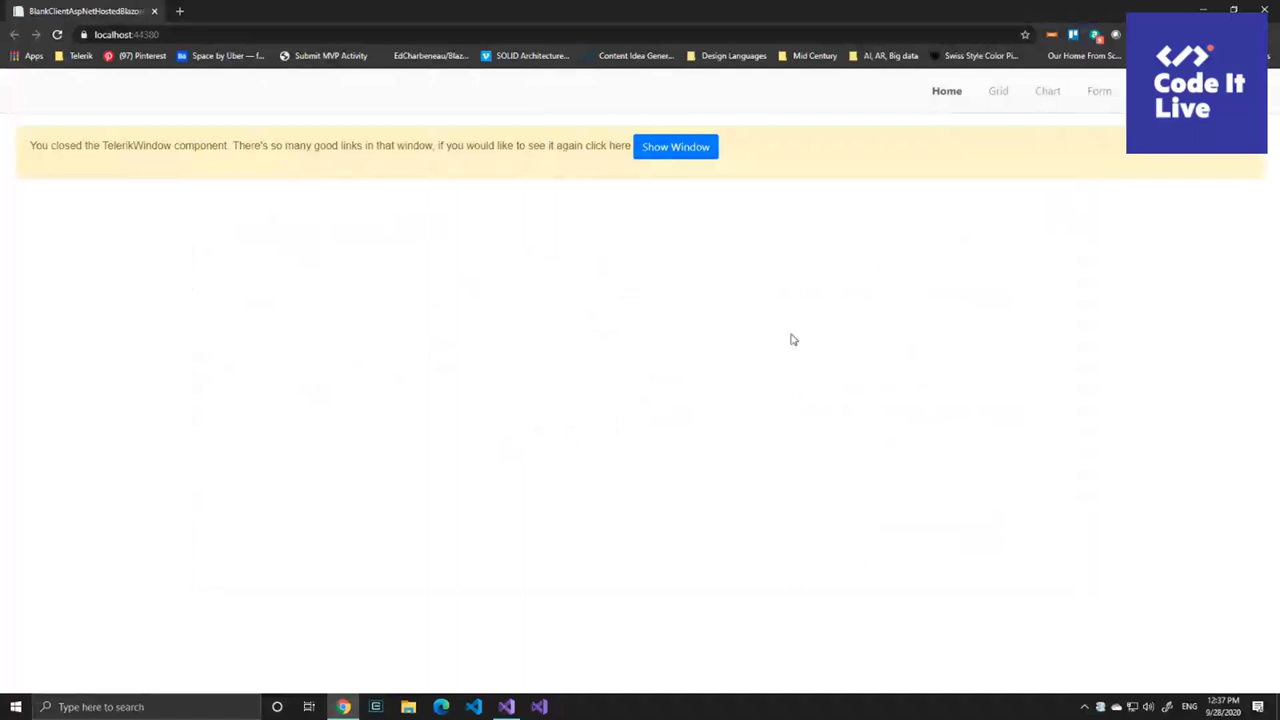 BlankClientAspNetHostedBlazo
localhost:44380
Apps
Telerik
(97) Pinterest
Space by Uber — f...
Submit MVP Activity
EdCharbeneau/Blaz...
SOLID Architecture...
Content Idea Gener...
Design Languages
Mid Century
AI, AR, Big data
Swiss Style Color Pi...
Our Home From Sc...
Code It
Live
Home
Grid
Chart
Form
You closed the TelerikWindow component. There's so many good links in that window, if you would like to see it again click here
Show Window
Type here to search
ENG
12:37 PM
9/28/2020